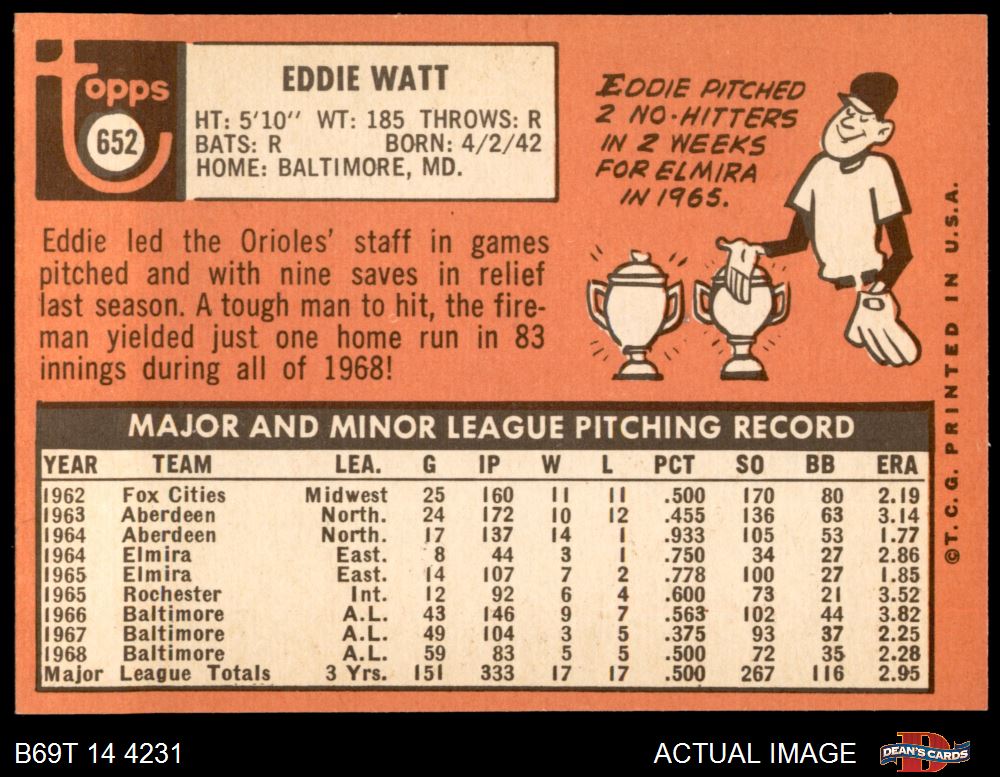 topps
652
EDDIE WATT
HT: 5'10" WT: 185 THROWS: R
BATS: R BORN: 4/2/42
HOME: BALTIMORE, MD.
EDDIE PITCHED
2 NO-HITTERS
IN 2 WEEKS
FOR ELMIRA
IN 1965.
Eddie led the Orioles' staff in games
pitched and with nine saves in relief
last season. A tough man to hit, the fire-
man yielded just one home run in 83
innings during all of 1968!
MAJOR AND MINOR LEAGUE PITCHING RECORD
YEAR TEAM LEA. G IP W L PCT SO BB ERA
1962 Fox Cities Midwest 25 160 11 11 .500 170 80 2.19
1963 Aberdeen North. 24 172 10 12 .455 136 63 3.14
1964 Aberdeen North. 17 137 14 1 .933 105 53 1.77
1964 Elmira East. 8 44 3 1 .750 34 27 2.86
1965 Elmira East. 14 107 7 2 .778 100 27 1.85
1965 Rochester Int. 12 92 6 4 .600 73 21 3.52
1966 Baltimore A.L. 43 146 9 7 .563 102 44 3.82
1967 Baltimore A.L. 49 104 3 5 .375 93 37 2.25
1968 Baltimore A.L. 59 83 5 5 .500 72 35 2.28
Major League Totals 3 Yrs. 151 333 17 17 .500 267 116 2.95
©T.C.G. PRINTED IN U.S.A.
B69T 14 4231
ACTUAL IMAGE
DEAN'S CARDS